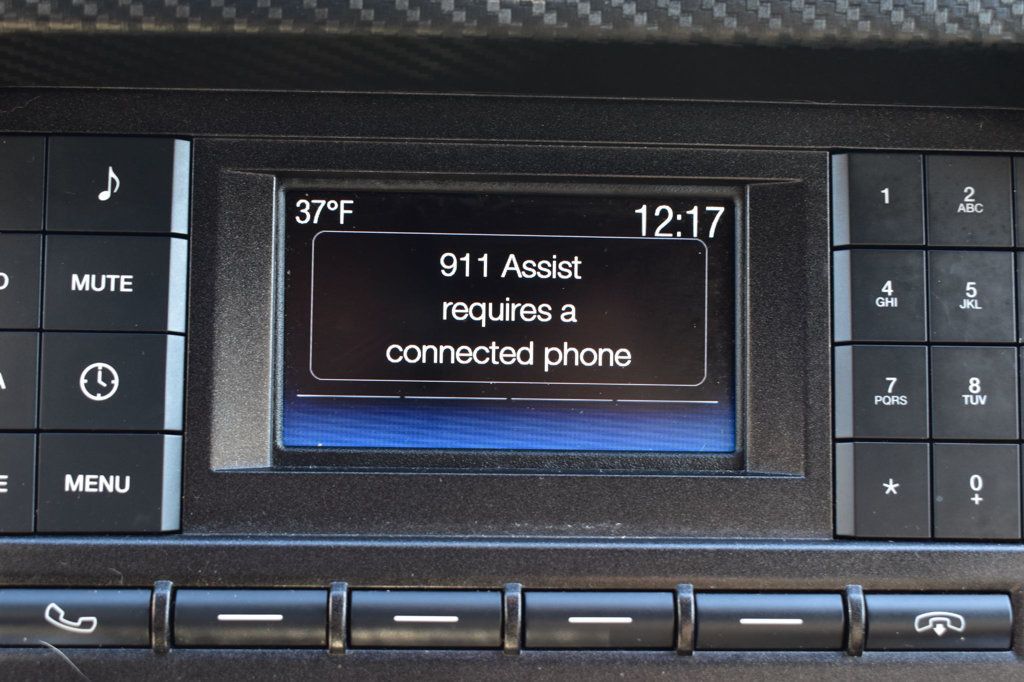 37°F
12:17
911 Assist
requires a
connected phone
MUTE
MENU
1
2
ABC
4
GHI
5
JKL
7
PQRS
8
TUV
*
0
+